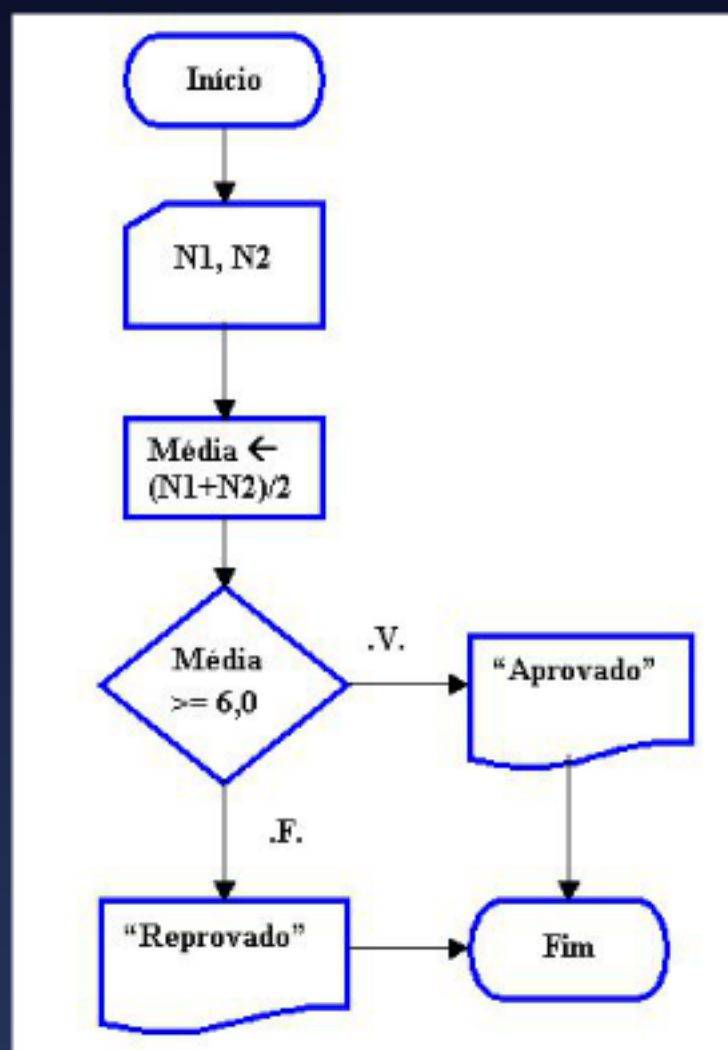 Início
N1, N2
Média ←
(N1+N2)/2
Média
>= 6,0
.V.
“Aprovado”
.F.
“Reprovado”
Fim